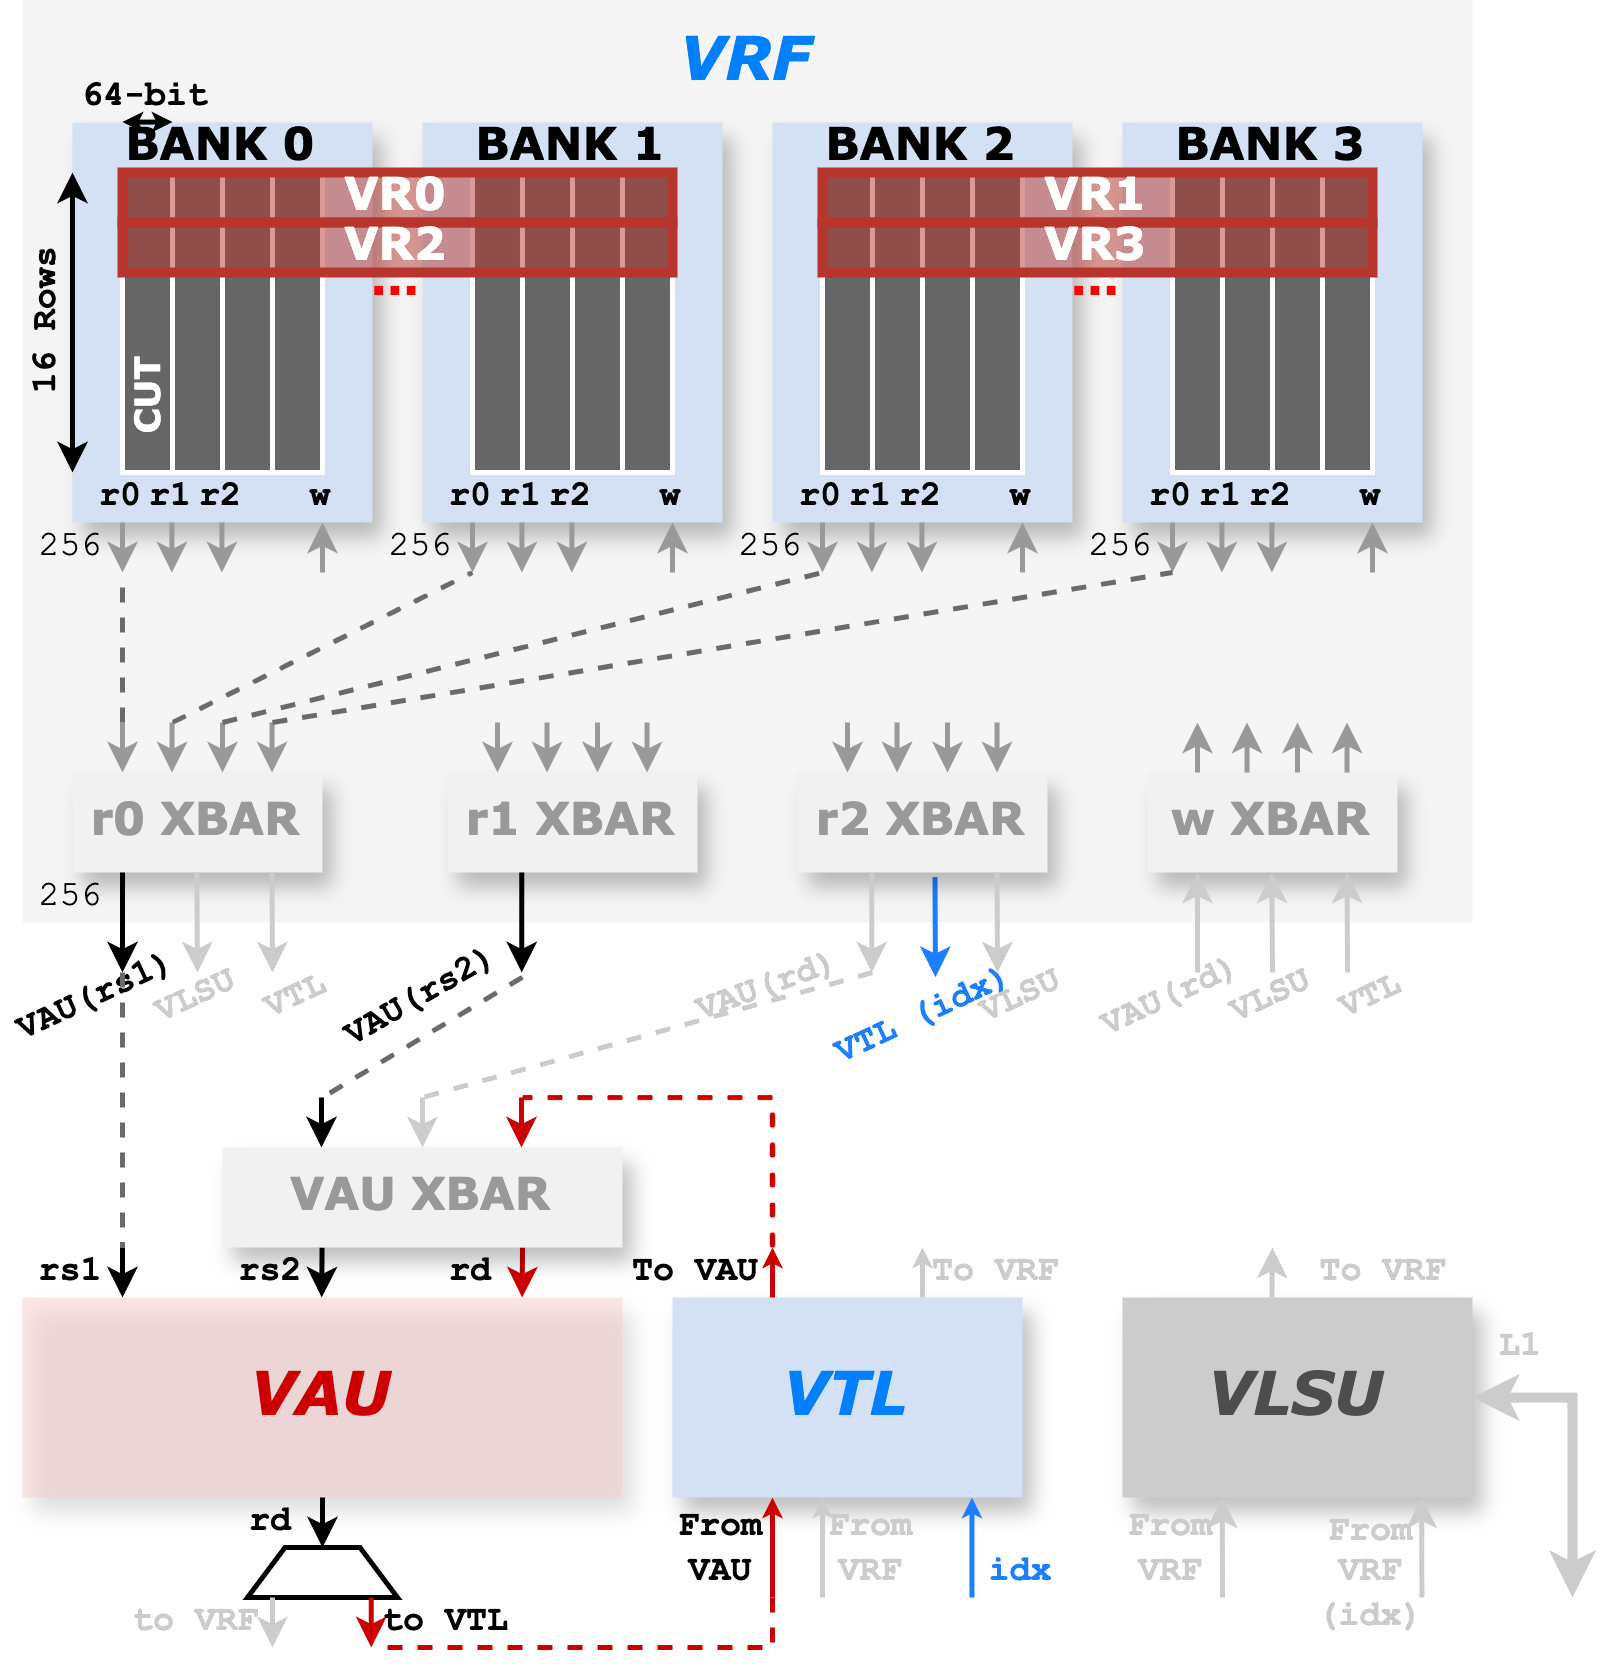 VRF
64-bit
BANK 0 BANK 1 BANK 2 BANK 3
VR0 VR1
VR2 VR3
... ...
16 Rows
CUT
r0 r1 r2 w r0 r1 r2 w r0 r1 r2 w r0 r1 r2 w
256 256 256 256
r0 XBAR r1 XBAR r2 XBAR w XBAR
256
VAU(rs1) VLSU VTL VAU(rs2) VAU(rd) VTL (idx) VLSU VAU(rd) VLSU VTL
VAU XBAR
rs1 rs2 rd To VAU To VRF To VRF
L1
VAU VTL VLSU
rd From From From From
VAU VRF idx VRF VRF
to VRF to VTL (idx)